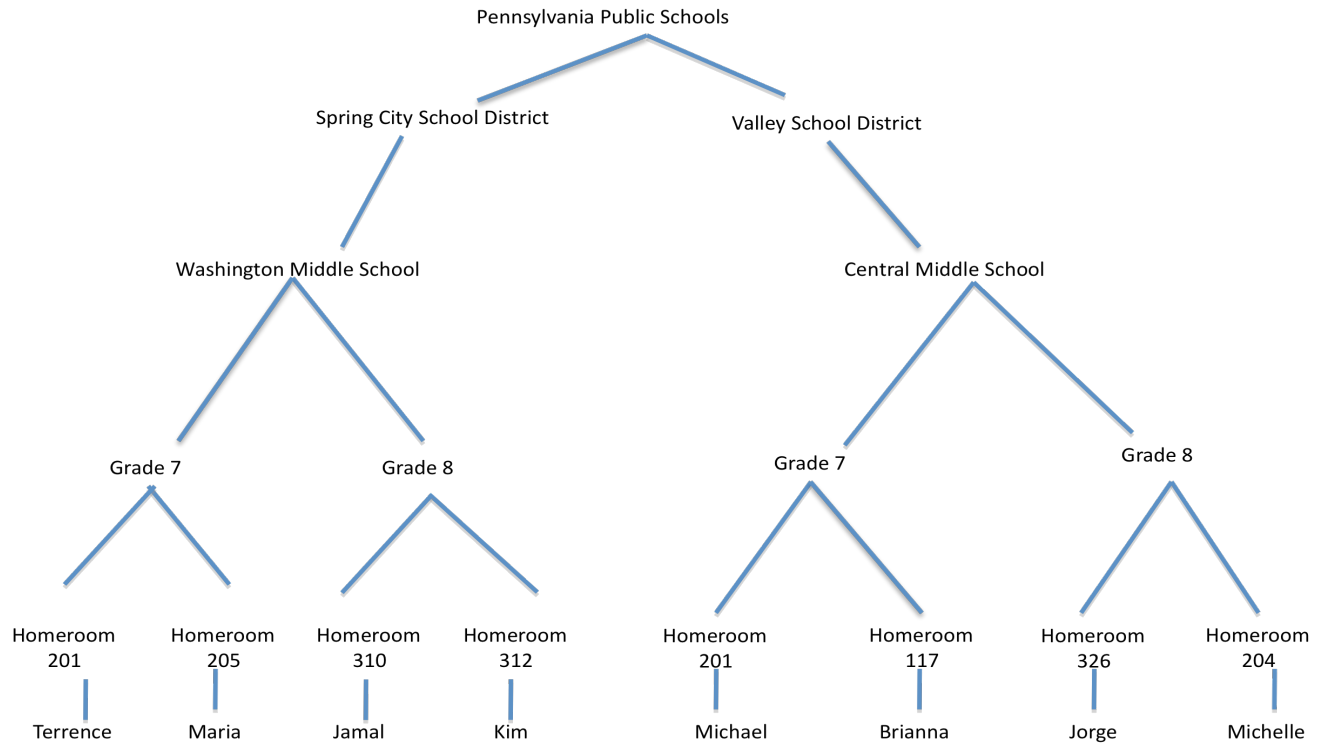 Pennsylvania Public Schools
Spring City School District
Valley School District
Washington Middle School
Central Middle School
Grade 7
Grade 8
Grade 7
Grade 8
Homeroom
201
Homeroom
205
Homeroom
310
Homeroom
312
Homeroom
201
Homeroom
117
Homeroom
326
Homeroom
204
Terrence
Maria
Jamal
Kim
Michael
Brianna
Jorge
Michelle